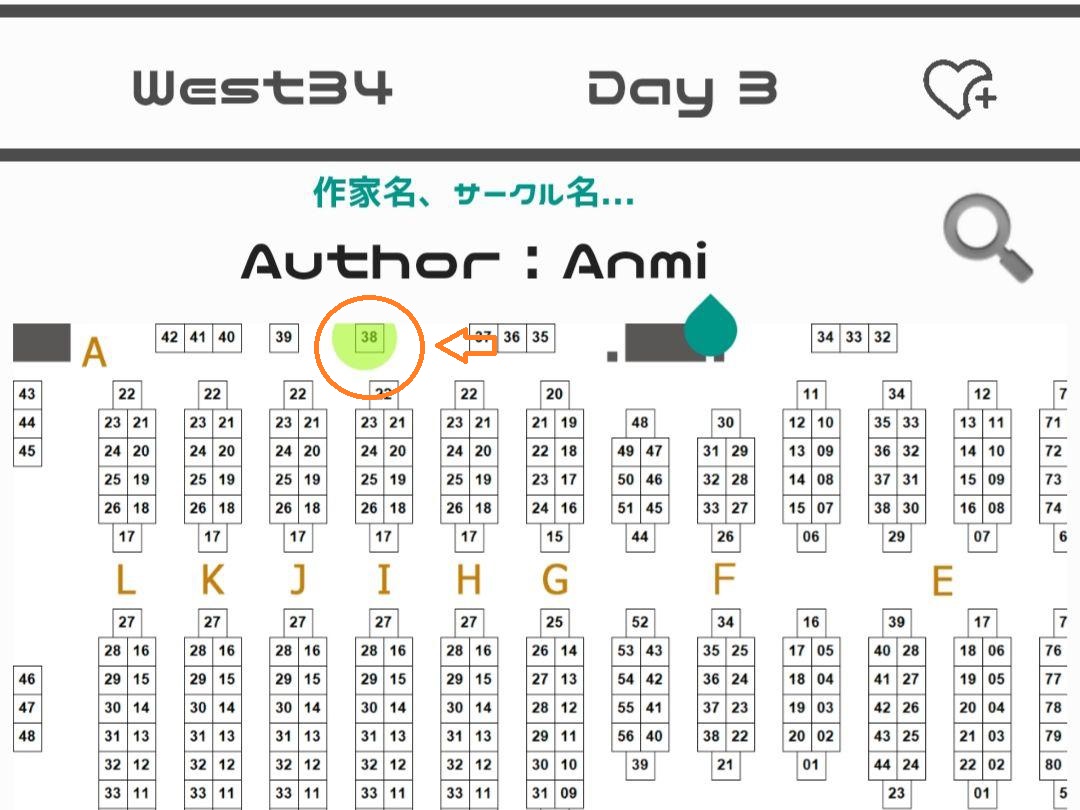 West34 Day 3
作家名、サークル名...
Author : Anmi
A 42 41 40 39 38 37 36 35 34 33 32
43 22 22 22 22 22 20 11 34 12 7
44 23 21 23 21 23 21 23 21 23 21 21 19 48 30 12 10 35 33 13 11 71
45 24 20 24 20 24 20 24 20 24 20 22 18 49 47 31 29 13 09 36 32 14 10 72
25 19 25 19 25 19 25 19 25 19 23 17 50 46 32 28 14 08 37 31 15 09 73
26 18 26 18 26 18 26 18 26 18 24 16 51 45 33 27 15 07 38 30 16 08 74
17 17 17 17 17 15 44 26 06 29 07 6
L K J I H G F E
27 27 27 27 27 25 52 34 16 39 17 7
28 16 28 16 28 16 28 16 28 16 26 14 53 43 35 25 17 05 40 28 18 06 76
46 29 15 29 15 29 15 29 15 29 15 27 13 54 42 36 24 18 04 41 27 19 05 77
47 30 14 30 14 30 14 30 14 30 14 28 12 55 41 37 23 19 03 42 26 20 04 78
48 31 13 31 13 31 13 31 13 31 13 29 11 56 40 38 22 20 02 43 25 21 03 79
32 12 32 12 32 12 32 12 32 12 30 10 39 21 01 44 24 22 02 80
33 11 33 11 33 11 33 11 33 11 31 09 23 01 5